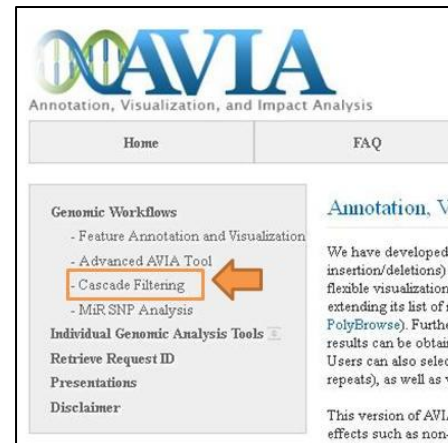 AVIA
Annotation, Visualization, and Impact Analysis
Home
FAQ
Genomic Workflows
- Feature Annotation and Visualization
- Advanced AVIA Tool
- Cascade Filtering
- MiR SNP Analysis
Individual Genomic Analysis Tools
Retrieve Request ID
Presentations
Disclaimer
Annotation, V
We have developed
insertion/deletions)
flexible visualization
extending its list of
PolyBrowse). Furthe
results can be obtain
Users can also selec
repeats), as well as
This version of AVI
effects such as non-